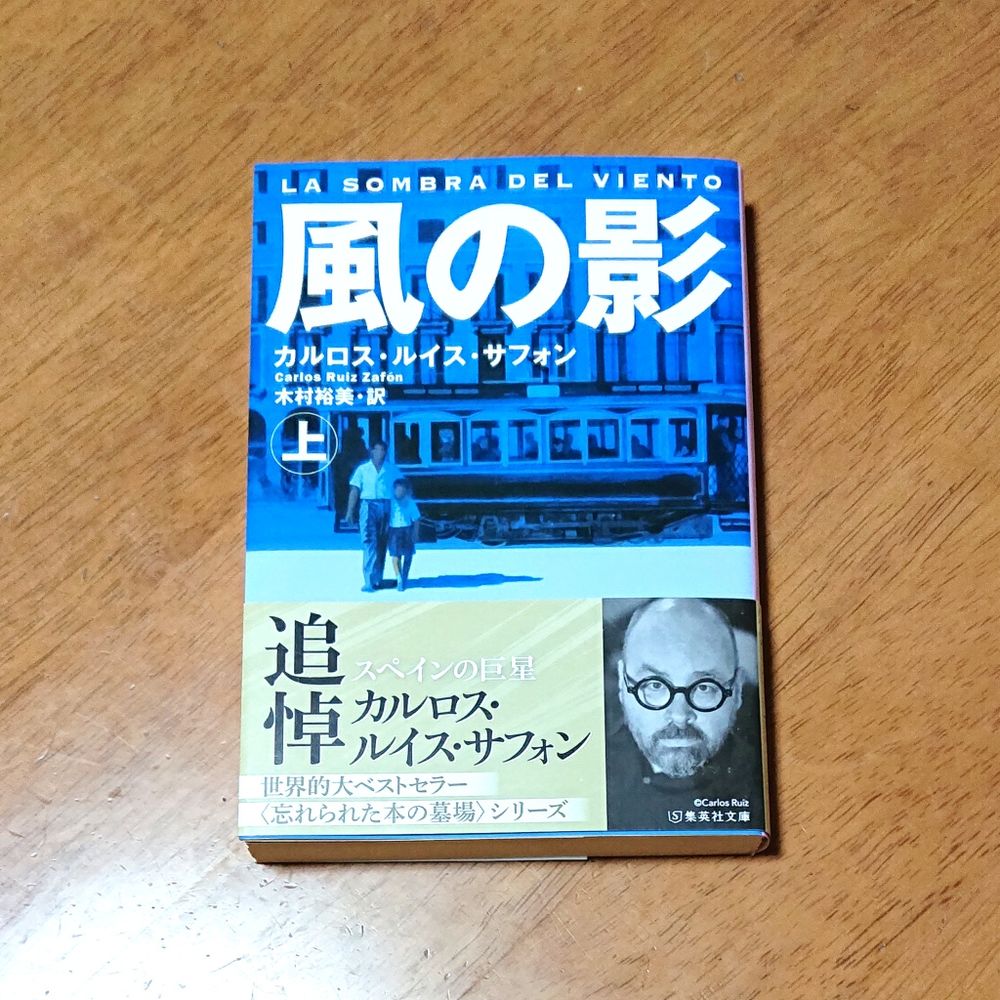 LA SOMBRA DEL VIENTO
風の影
カルロス・ルイス・サフォン
Carlos Ruiz Zafón
木村裕美・訳
上
追悼
スペインの巨星
カルロス・
ルイス・サフォン
世界的大ベストセラー
〈忘れられた本の墓場〉シリーズ
©Carlos Ruiz
S集英社文庫